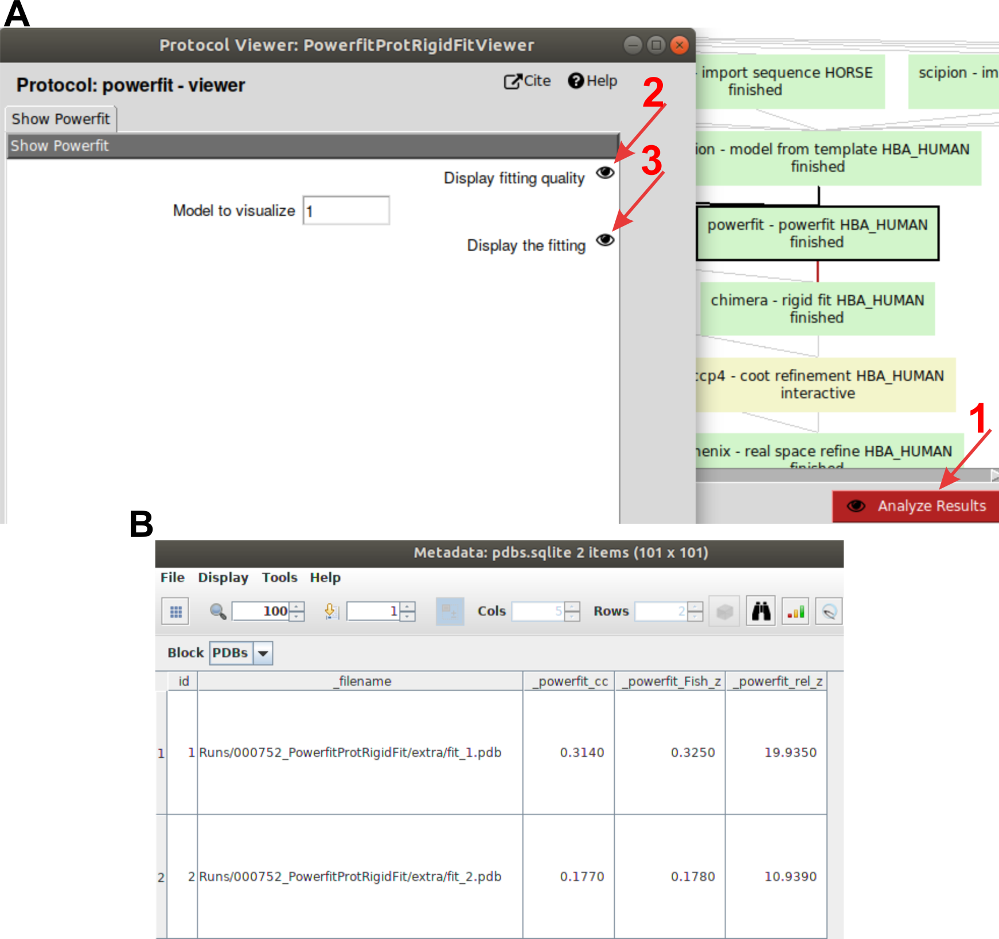 A
Protocol Viewer: PowerfitProtRigidFitViewer
Protocol: powerfit - viewer
Cite
Help
2
Show Powerfit
Show Powerfit
3
Display fitting quality
Model to visualize 1
Display the fitting
- import sequence HORSE
finished
scipion - im
ion - model from template HBA_HUMAN
finished
powerfit - powerfit HBA_HUMAN
finished
chimera - rigid fit HBA_HUMAN
finished
ccp4 - coot refinement HBA_HUMAN
interactive
1
henix - real space refine HBA_HUMAN
finished
Analyze Results
B
Metadata: pdbs.sqlite 2 items (101 x 101)
File Display Tools Help
100 1 Cols 5 Rows 2
Block PDBs
id _filename _powerfit_cc _powerfit_Fish_z _powerfit_rel_z
1 1 Runs/000752_PowerfitProtRigidFit/extra/fit_1.pdb 0.3140 0.3250 19.9350
2 2 Runs/000752_PowerfitProtRigidFit/extra/fit_2.pdb 0.1770 0.1780 10.9390